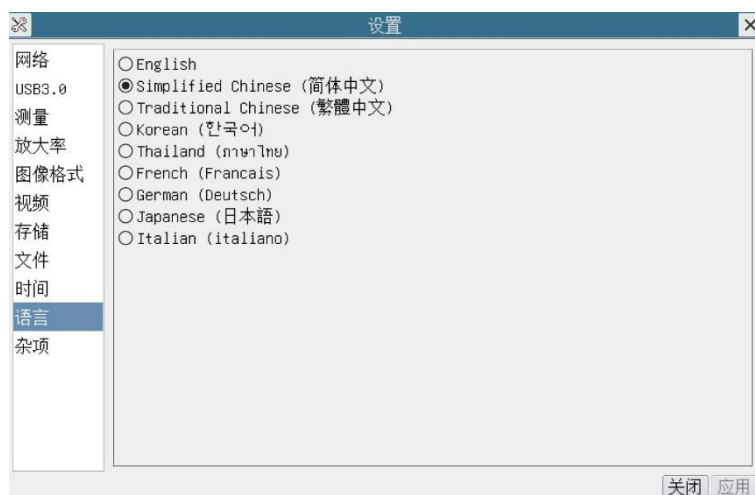 设置
网络
USB3.0
测量
放大率
图像格式
视频
存储
文件
时间
语言
杂项
English
Simplified Chinese (简体中文)
Traditional Chinese (繁體中文)
Korean (한국어)
Thailand (ภาษาไทย)
French (Francais)
German (Deutsch)
Japanese (日本語)
Italian (italiano)
关闭 应用